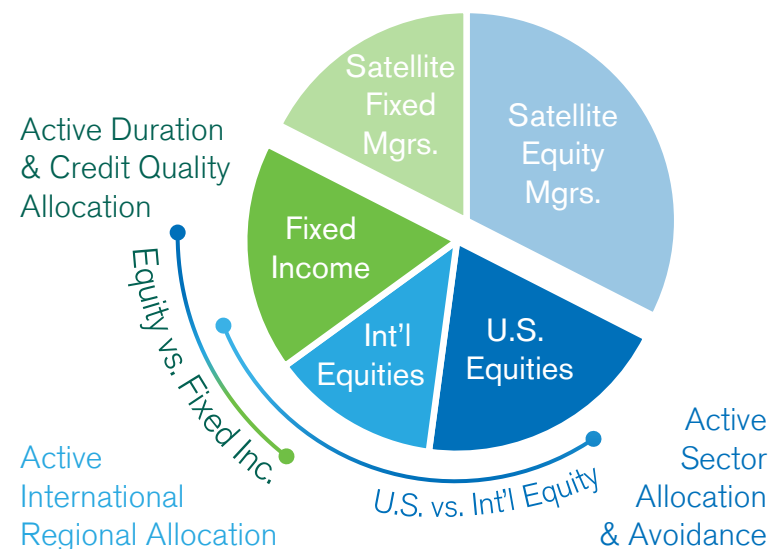 Satellite
Fixed
Mgrs.
Satellite
Equity
Mgrs.
Active Duration
& Credit Quality
Allocation
Fixed
Income
Equity vs. Fixed Inc.
Int'l
Equities
U.S.
Equities
U.S. vs. Int'l Equity
Active
International
Regional Allocation
Active
Sector
Allocation
& Avoidance